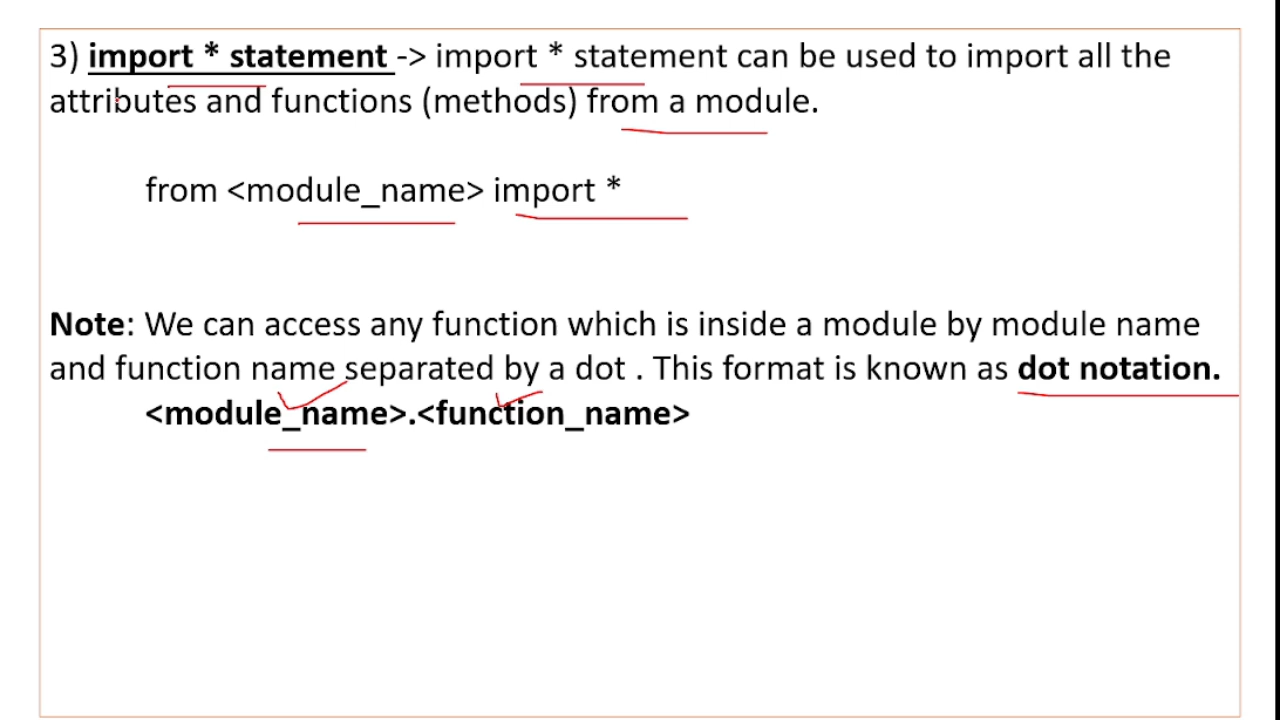 3) import * statement -> import * statement can be used to import all the
attributes and functions (methods) from a module.
from <module_name> import *
Note: We can access any function which is inside a module by module name
and function name separated by a dot . This format is known as dot notation.
<module_name>.<function_name>